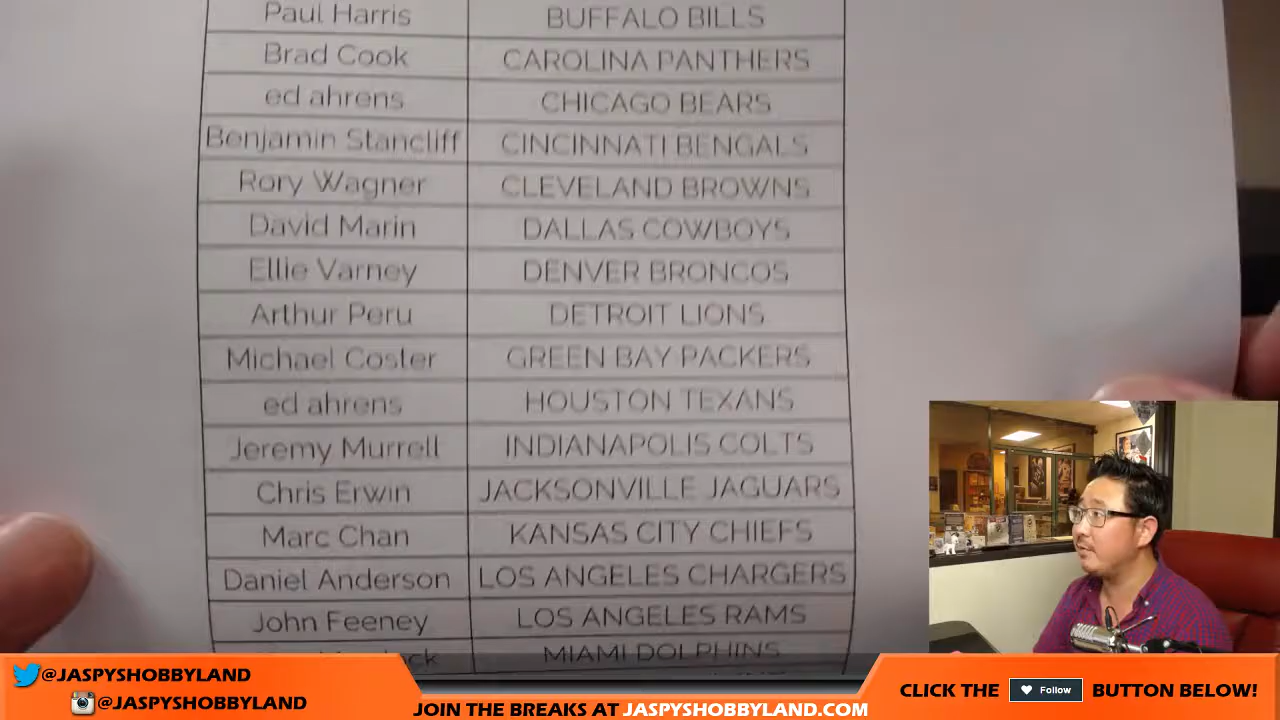 Paul Harris BUFFALO BILLS
Brad Cook CAROLINA PANTHERS
ed ahrens CHICAGO BEARS
Benjamin Stancliff CINCINNATI BENGALS
Rory Wagner CLEVELAND BROWNS
David Marin DALLAS COWBOYS
Ellie Varney DENVER BRONCOS
Arthur Peru DETROIT LIONS
Michael Coster GREEN BAY PACKERS
ed ahrens HOUSTON TEXANS
Jeremy Murrell INDIANAPOLIS COLTS
Chris Erwin JACKSONVILLE JAGUARS
Marc Chan KANSAS CITY CHIEFS
Daniel Anderson LOS ANGELES CHARGERS
John Feeney LOS ANGELES RAMS
MIAMI DOLPHINS
@JASPYSHOBBYLAND
@JASPYSHOBBYLAND
JOIN THE BREAKS AT JASPYSHOBBYLAND.COM
CLICK THE Follow BUTTON BELOW!